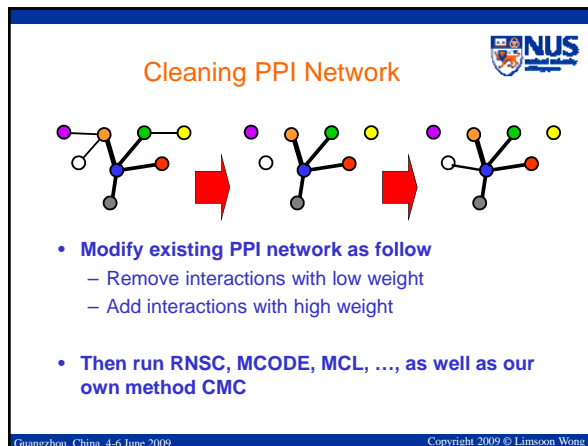 NUS
Cleaning PPI Network
• Modify existing PPI network as follow
– Remove interactions with low weight
– Add interactions with high weight
• Then run RNSC, MCODE, MCL, …, as well as our
own method CMC
Guangzhou, China, 4-6 June 2009
Copyright 2009 © Limsoon Wong